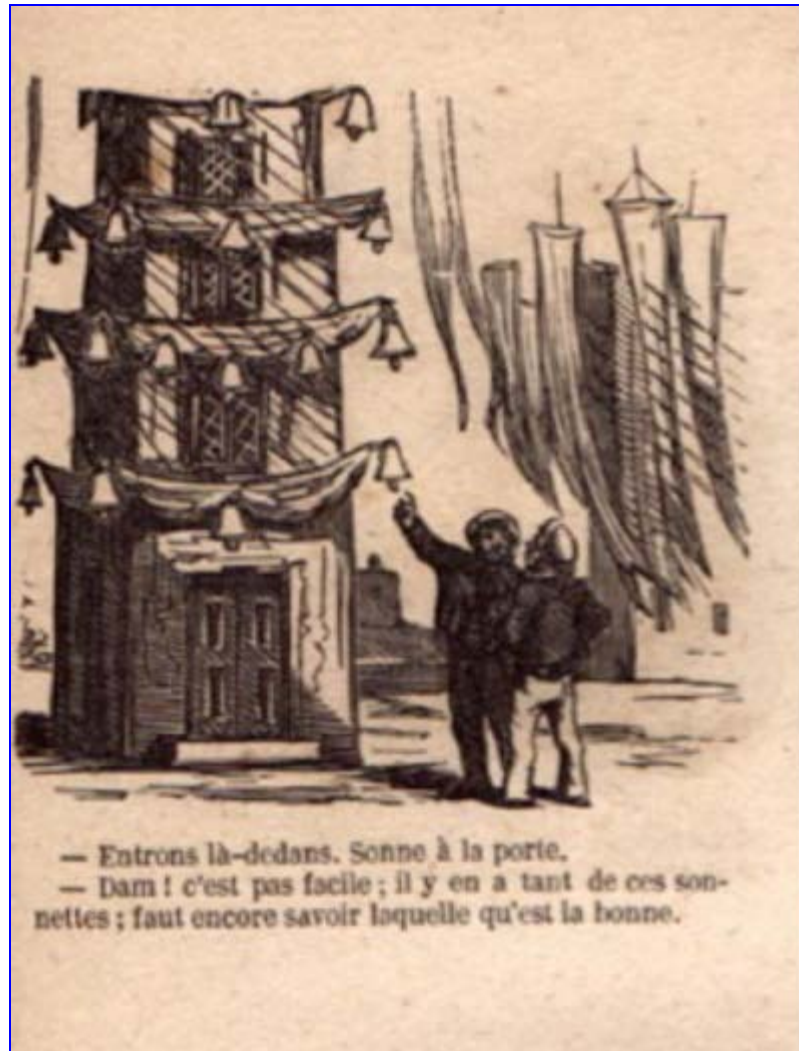 — Entrons là-dedans. Sonne à la porte.
— Dam ! c'est pas facile ; il y en a tant de ces son-
nettes ; faut encore savoir laquelle qu'est la bonne.